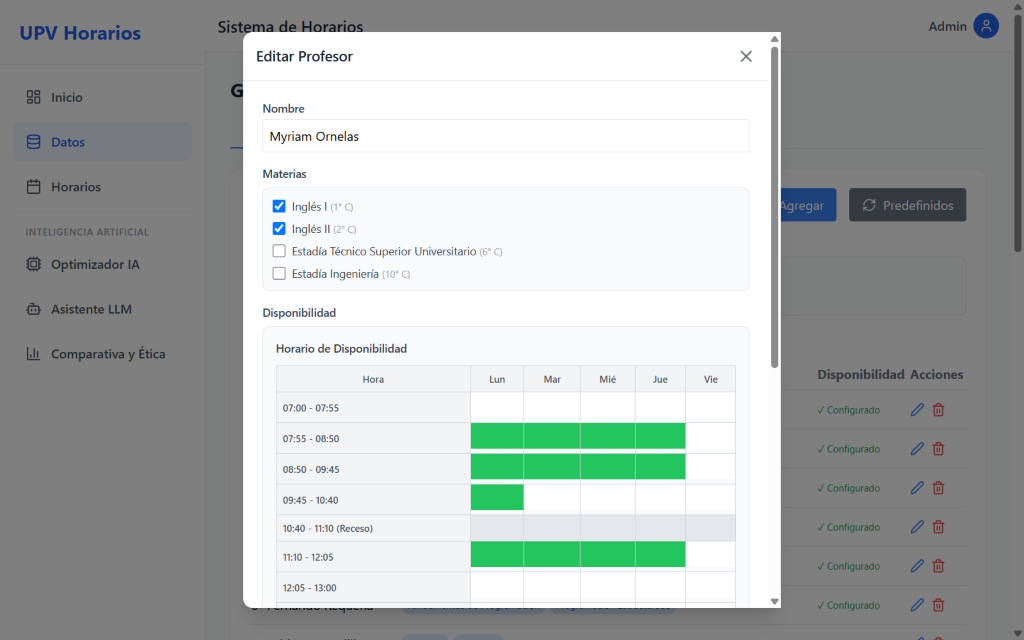 UPV Horarios
Sistema de Horarios
Admin
Inicio
Datos
Horarios
INTELIGENCIA ARTIFICIAL
Optimizador IA
Asistente LLM
Comparativa y Ética
G
Agregar
Predefinidos
Disponibilidad Acciones
✓ Configurado
✓ Configurado
✓ Configurado
✓ Configurado
✓ Configurado
✓ Configurado
Editar Profesor
Nombre
Myriam Ornelas
Materias
Inglés I (1° C)
Inglés II (2° C)
Estadía Técnico Superior Universitario (6° C)
Estadía Ingeniería (10° C)
Disponibilidad
Horario de Disponibilidad
Hora Lun Mar Mié Jue Vie
07:00 - 07:55
07:55 - 08:50
08:50 - 09:45
09:45 - 10:40
10:40 - 11:10 (Receso)
11:10 - 12:05
12:05 - 13:00